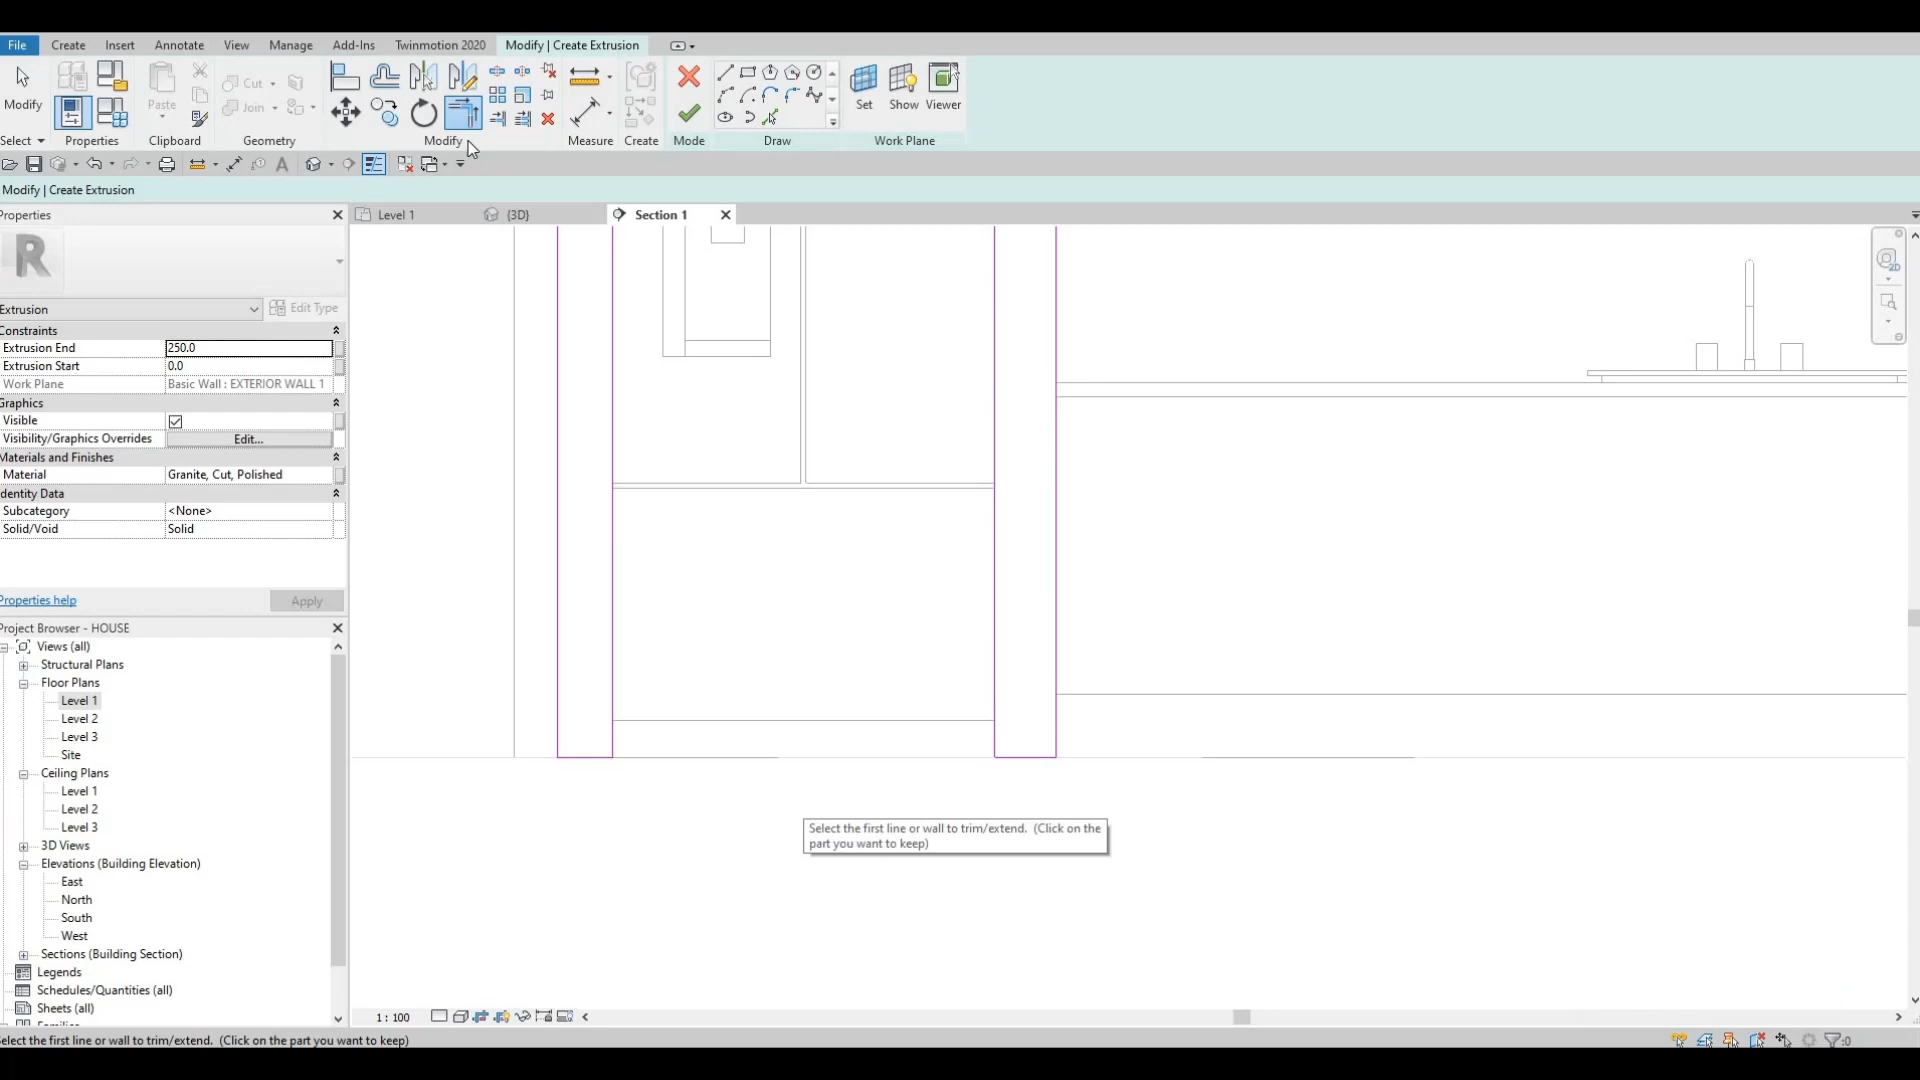 File Create Insert Annotate View Manage Add-Ins Twinmotion 2020 Modify | Create Extrusion
Modify
Paste
Cut
Join
Set Show Viewer
Select Properties Clipboard Geometry Modify Measure Create Mode Draw Work Plane
Modify | Create Extrusion
Properties
Level 1 {3D} Section 1
R
2D
Extrusion Edit Type
Constraints
Extrusion End 250.0
Extrusion Start 0.0
Work Plane Basic Wall : EXTERIOR WALL 1
Graphics
Visible
Visibility/Graphics Overrides Edit...
Materials and Finishes
Material Granite, Cut, Polished
Identity Data
Subcategory <None>
Solid/Void Solid
Properties help Apply
Project Browser - HOUSE
Views (all)
Structural Plans
Floor Plans
Level 1
Level 2
Level 3
Site
Ceiling Plans
Level 1
Level 2
Level 3
3D Views
Elevations (Building Elevation)
East
North
South
West
Sections (Building Section)
Legends
Schedules/Quantities (all)
Sheets (all)
Select the first line or wall to trim/extend. (Click on the
part you want to keep)
1 : 100
Select the first line or wall to trim/extend. (Click on the part you want to keep)
:0